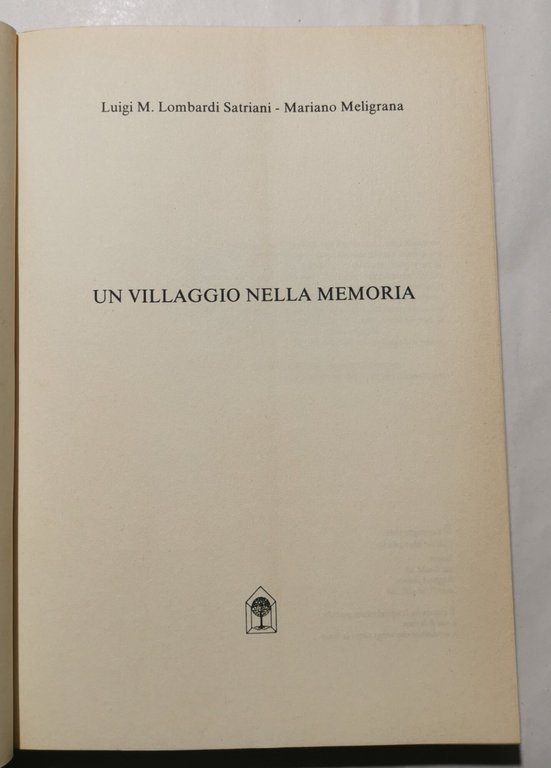 Luigi M. Lombardi Satriani - Mariano Meligrana
UN VILLAGGIO NELLA MEMORIA